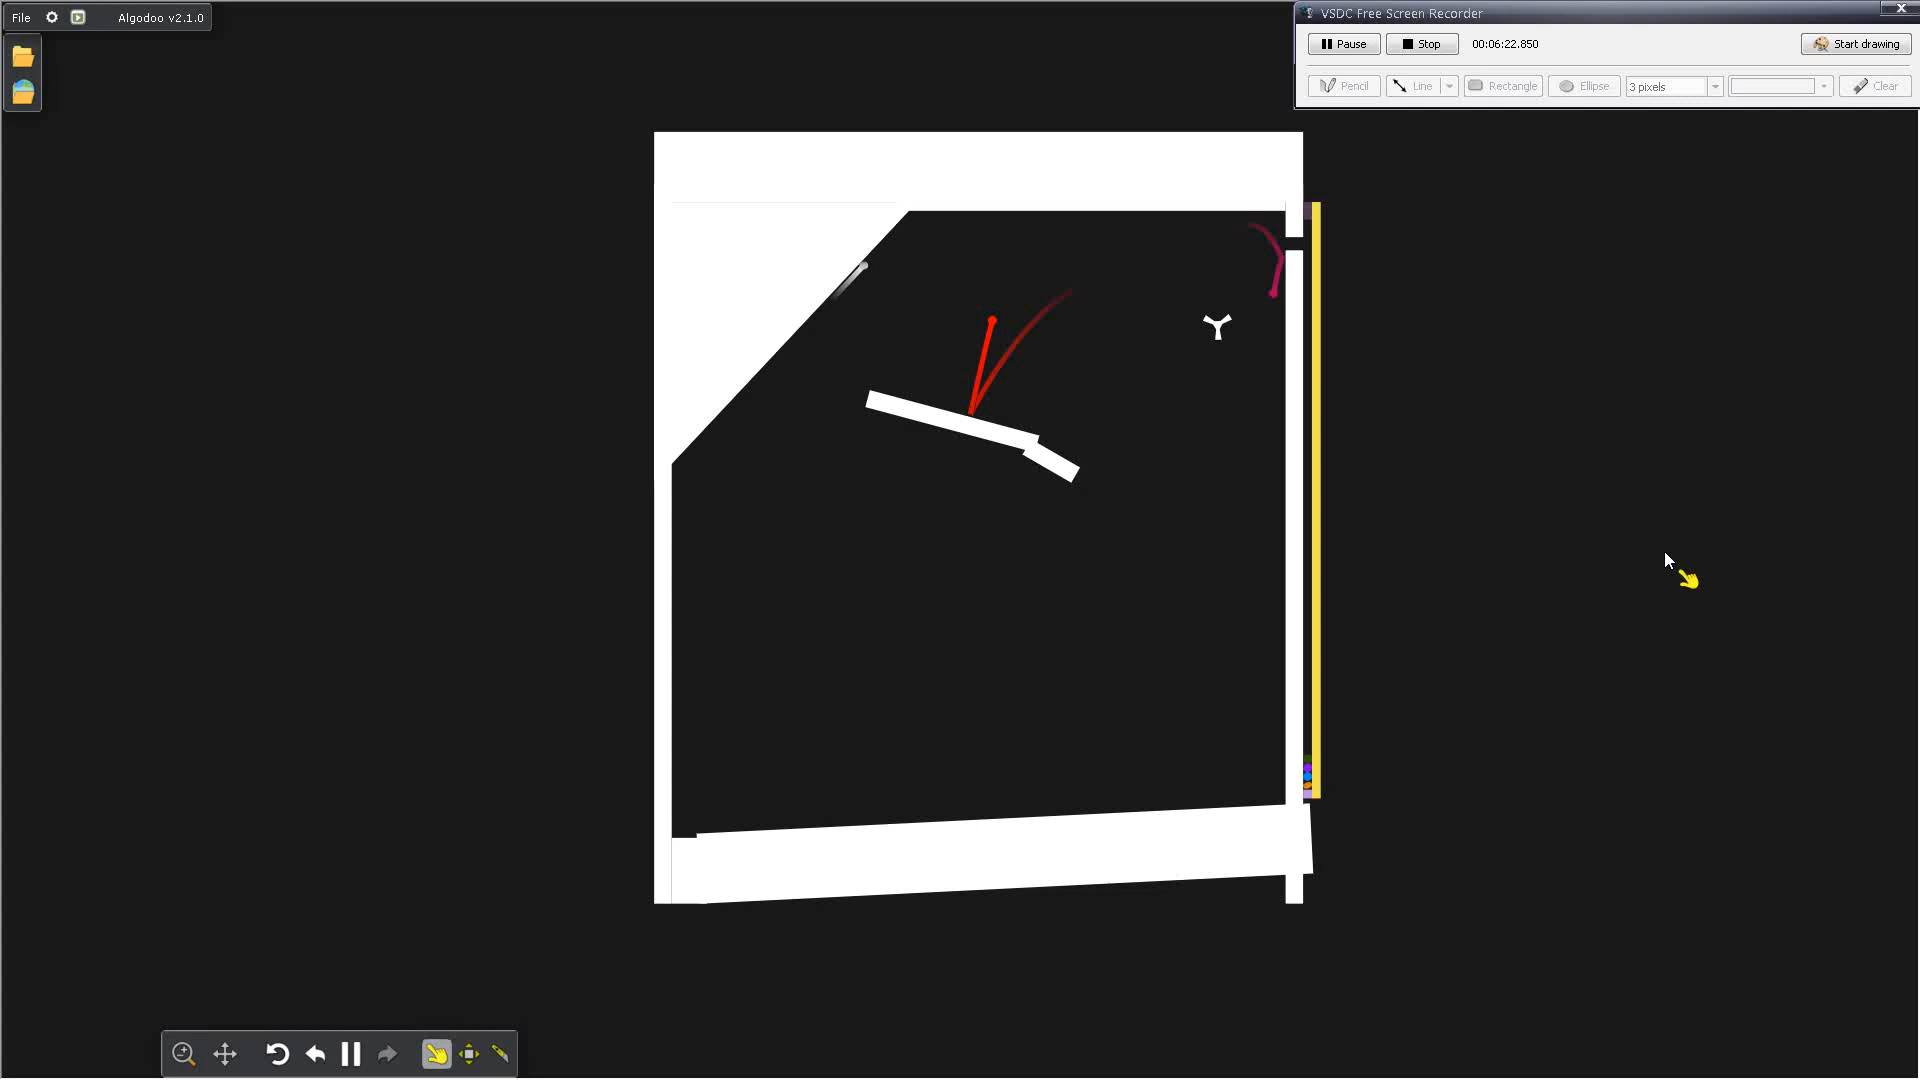 File
Algodoo v2.1.0
VSDC Free Screen Recorder
Pause
Stop
00:06:22.850
Start drawing
Pencil
Line
Rectangle
Ellipse
3 pixels
Clear